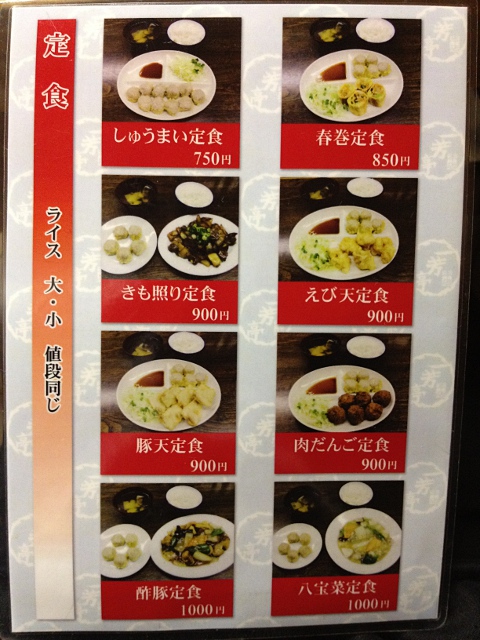 定食
ライス 大・小 値段同じ
しゅうまい定食
750円
春巻定食
850円
きも照り定食
900円
えび天定食
900円
豚天定食
900円
肉だんご定食
900円
酢豚定食
1000円
八宝菜定食
1000円